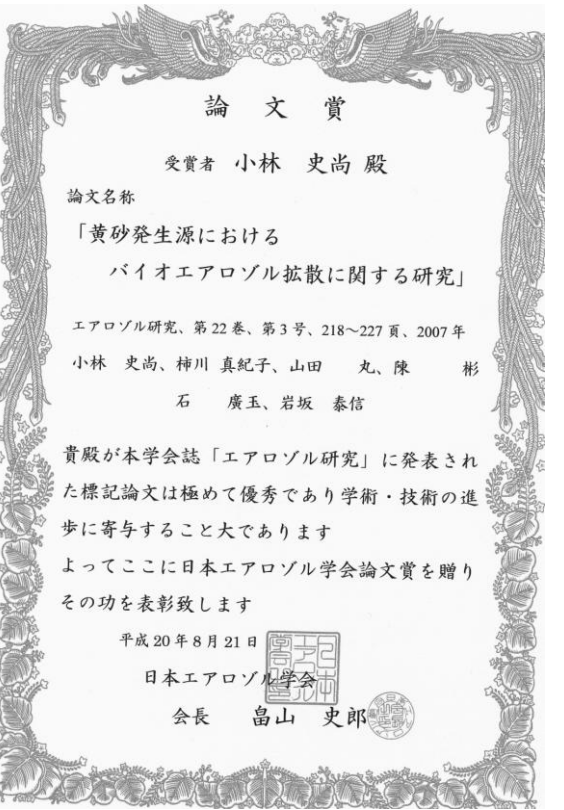 論文賞
受賞者 小林 史尚 殿
論文名称
「黄砂発生源における
バイオエアロゾル拡散に関する研究」
エアロゾル研究、第22巻、第3号、218～227頁、2007年
小林 史尚、柿川 真紀子、山田 丸、陳 彬
石 廣玉、岩坂 泰信
貴殿が本学会誌「エアロゾル研究」に発表され
た標記論文は極めて優秀であり学術・技術の進
歩に寄与すること大であります
よってここに日本エアロゾル学会論文賞を贈り
その功を表彰致します
平成20年8月21日
日本エアロゾル学会
会長 畠山 史郎